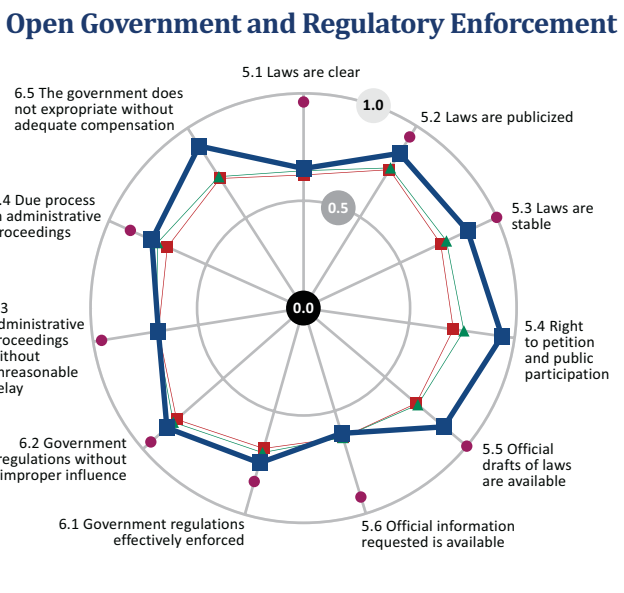 Open Government and Regulatory Enforcement
5.1 Laws are clear
6.5 The government does
not expropriate without
adequate compensation
1.0
5.2 Laws are publicized
.4 Due process
administrative
roceedings
0.5
5.3 Laws are
stable
0.0
3
dministrative
roceedings
ithout
nreasonable
elay
5.4 Right
to petition
and public
participation
6.2 Government
regulations without
improper influence
5.5 Official
drafts of laws
are available
6.1 Government regulations
effectively enforced
5.6 Official information
requested is available